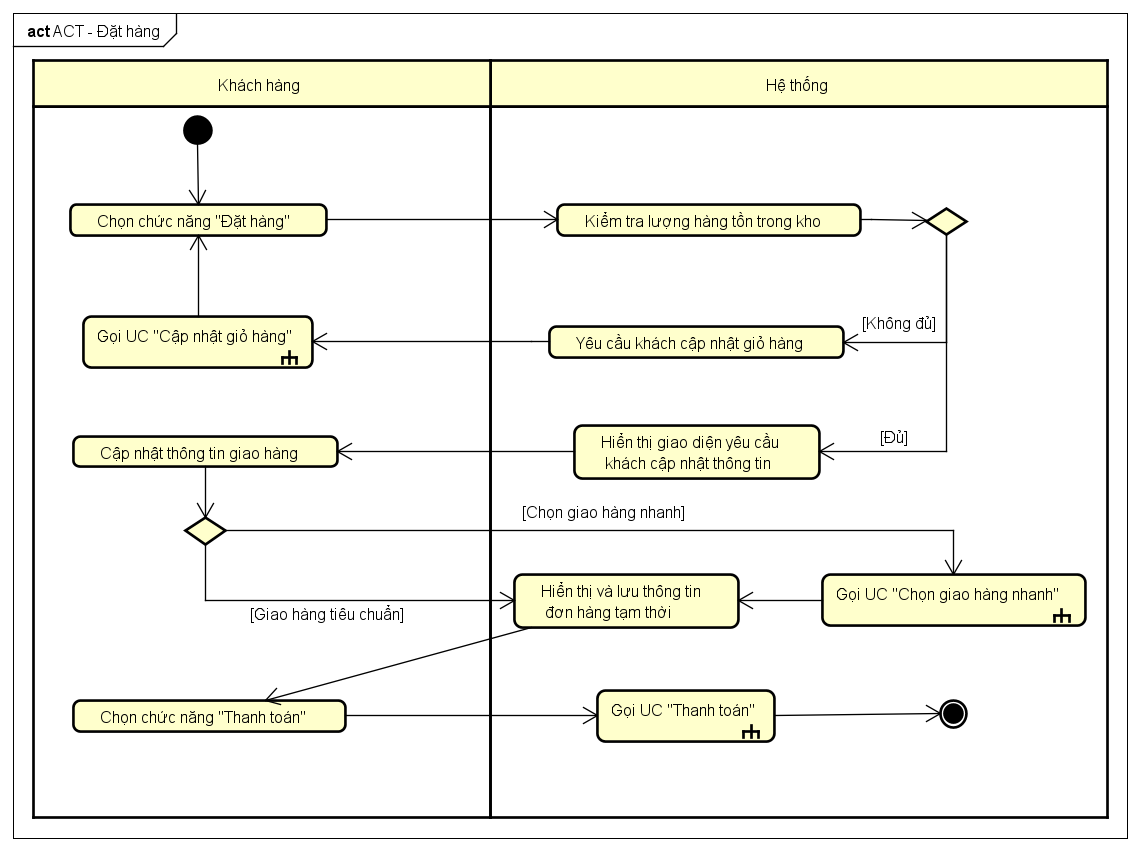 act ACT - Đặt hàng
Khách hàng
Hệ thống
Chọn chức năng "Đặt hàng"
Kiểm tra lượng hàng tồn trong kho
[Không đủ]
Gọi UC "Cập nhật giỏ hàng"
Yêu cầu khách cập nhật giỏ hàng
[Đủ]
Cập nhật thông tin giao hàng
Hiển thị giao diện yêu cầu
khách cập nhật thông tin
[Chọn giao hàng nhanh]
Hiển thị và lưu thông tin
đơn hàng tạm thời
Gọi UC "Chọn giao hàng nhanh"
[Giao hàng tiêu chuẩn]
Chọn chức năng "Thanh toán"
Gọi UC "Thanh toán"